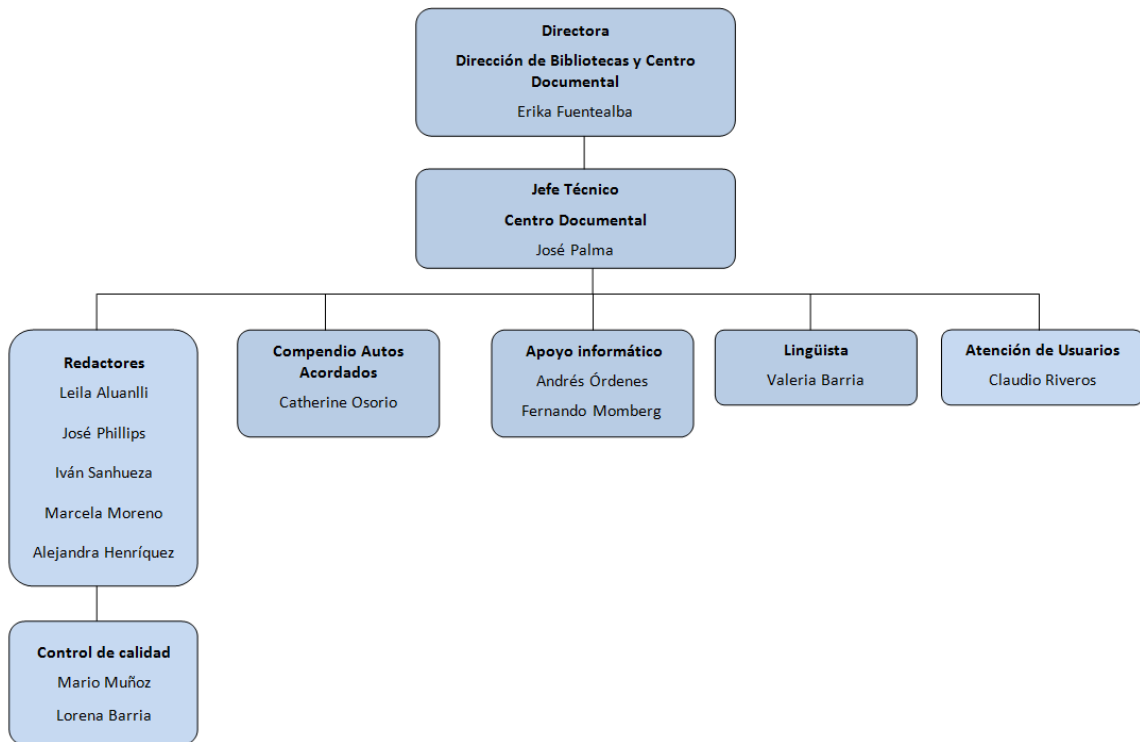 Directora
Dirección de Bibliotecas y Centro
Documental
Erika Fuentealba
Jefe Técnico
Centro Documental
José Palma
Redactores
Leila Aluanlli
José Phillips
Iván Sanhueza
Marcela Moreno
Alejandra Henríquez
Compendio Autos
Acordados
Catherine Osorio
Apoyo informático
Andrés Órdenes
Fernando Momberg
Lingüista
Valeria Barria
Atención de Usuarios
Claudio Riveros
Control de calidad
Mario Muñoz
Lorena Barria